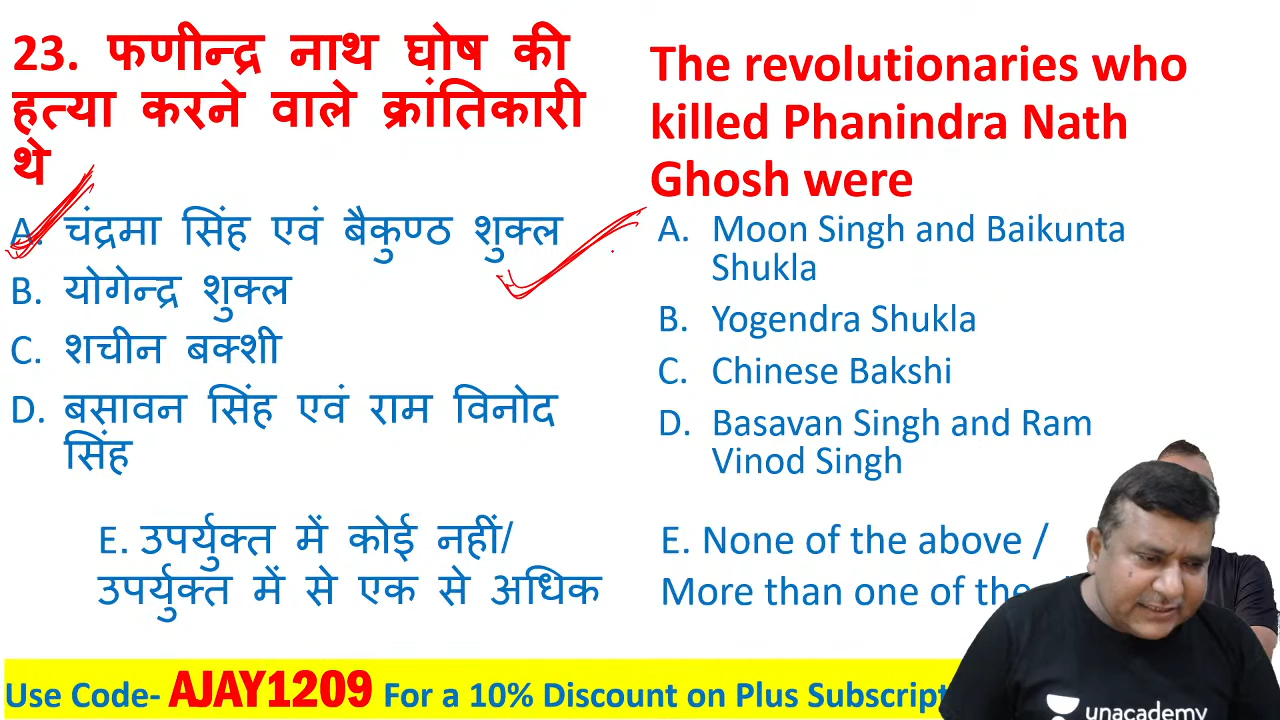 23. फणीन्द्र नाथ घोष की
हत्या करने वाले क्रांतिकारी
थे
A. चंद्रमा सिंह एवं बैकुण्ठ शुक्ल
B. योगेन्द्र शुक्ल
C. शचीन बक्शी
D. बसावन सिंह एवं राम विनोद
सिंह
E. उपर्युक्त में कोई नहीं/
उपर्युक्त में से एक से अधिक
The revolutionaries who
killed Phanindra Nath
Ghosh were
A. Moon Singh and Baikunta
Shukla
B. Yogendra Shukla
C. Chinese Bakshi
D. Basavan Singh and Ram
Vinod Singh
E. None of the above /
More than one of the
Use Code- AJAY1209 For a 10% Discount on Plus Subscript
unacademy